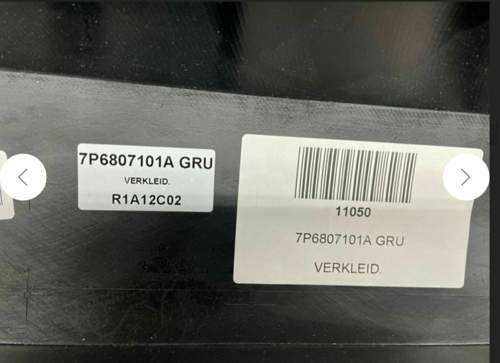 7P6807101A GRU
VERKLEID.
R1A12C02
11050
7P6807101A GRU
VERKLEID.